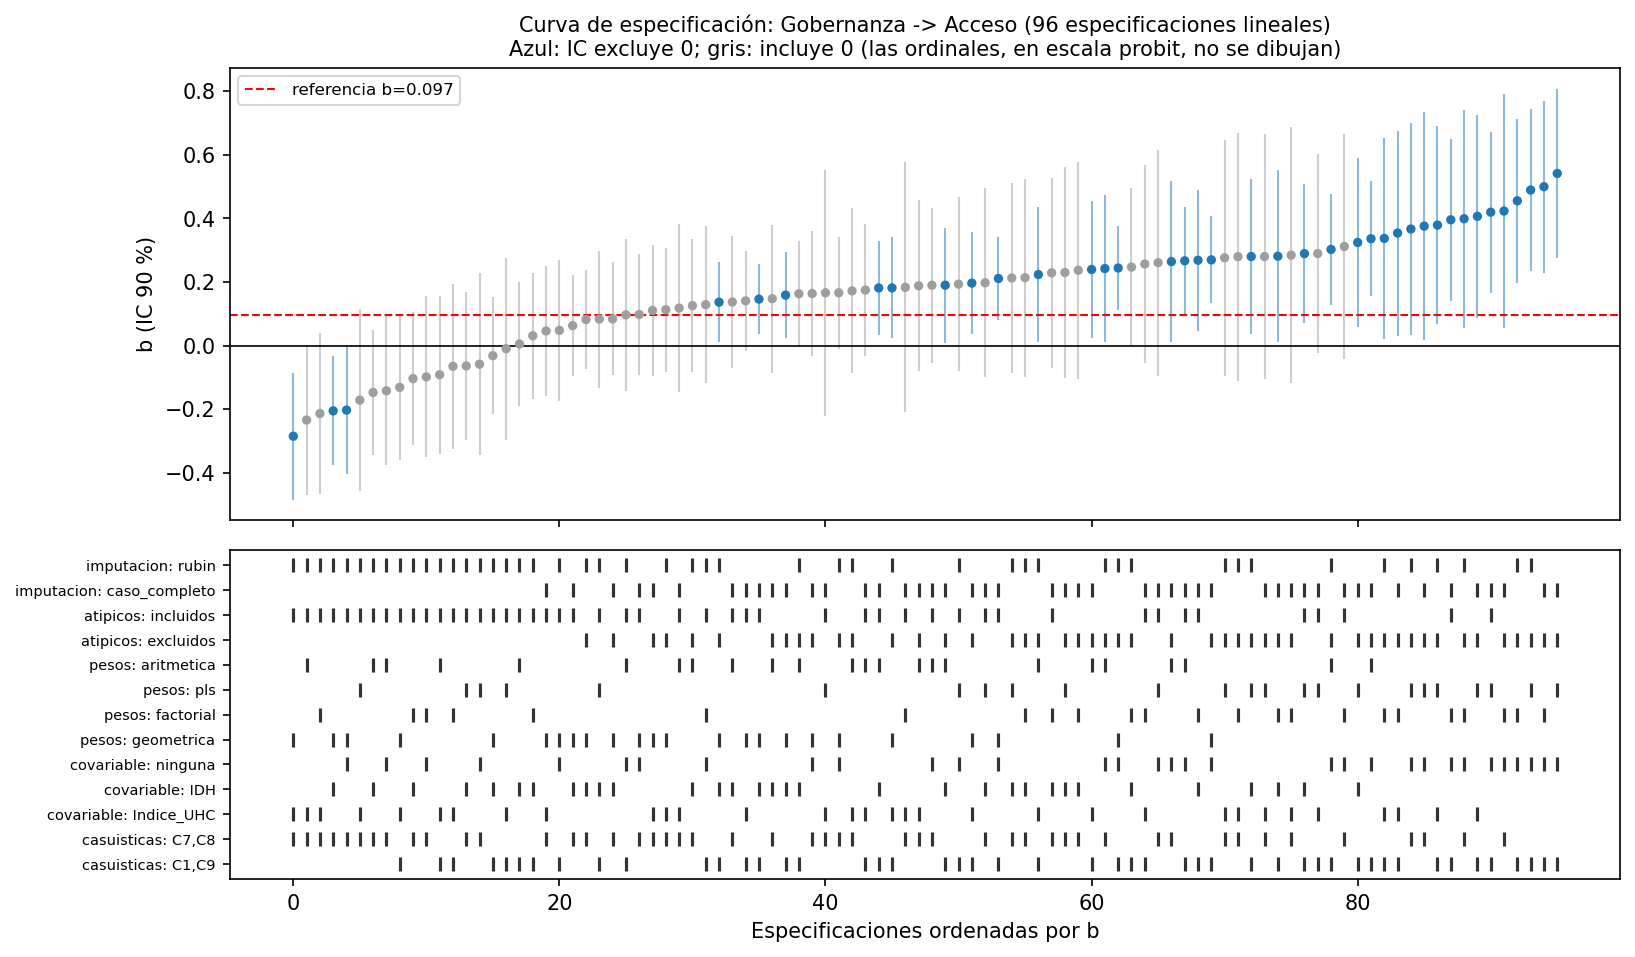 Curva de especificación: Gobernanza -> Acceso (96 especificaciones lineales)
Azul: IC excluye 0; gris: incluye 0 (las ordinales, en escala probit, no se dibujan)
referencia b=0.097
b (IC 90 %)
0.8
0.6
0.4
0.2
0.0
−0.2
−0.4
imputacion: rubin
imputacion: caso_completo
atipicos: incluidos
atipicos: excluidos
pesos: aritmetica
pesos: pls
pesos: factorial
pesos: geometrica
covariable: ninguna
covariable: IDH
covariable: Indice_UHC
casuisticas: C7,C8
casuisticas: C1,C9
0 20 40 60 80
Especificaciones ordenadas por b